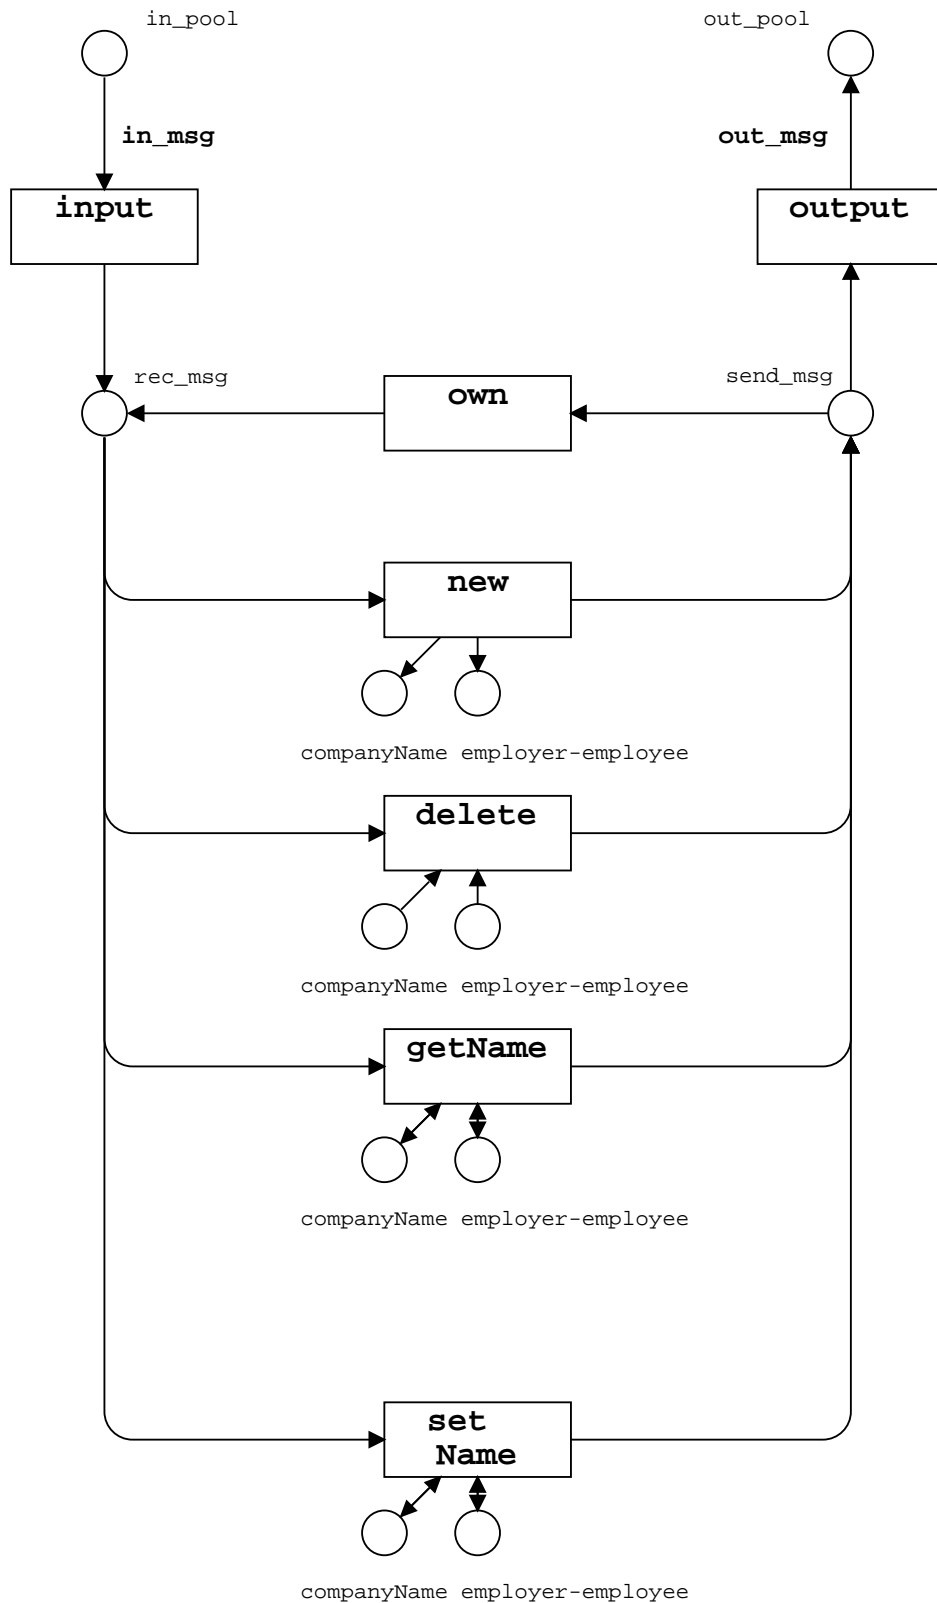 in_pool
out_pool
in_msg
out_msg
input
output
rec_msg
send_msg
own
new
companyName employer-employee
delete
companyName employer-employee
getName
companyName employer-employee
set
Name
companyName employer-employee